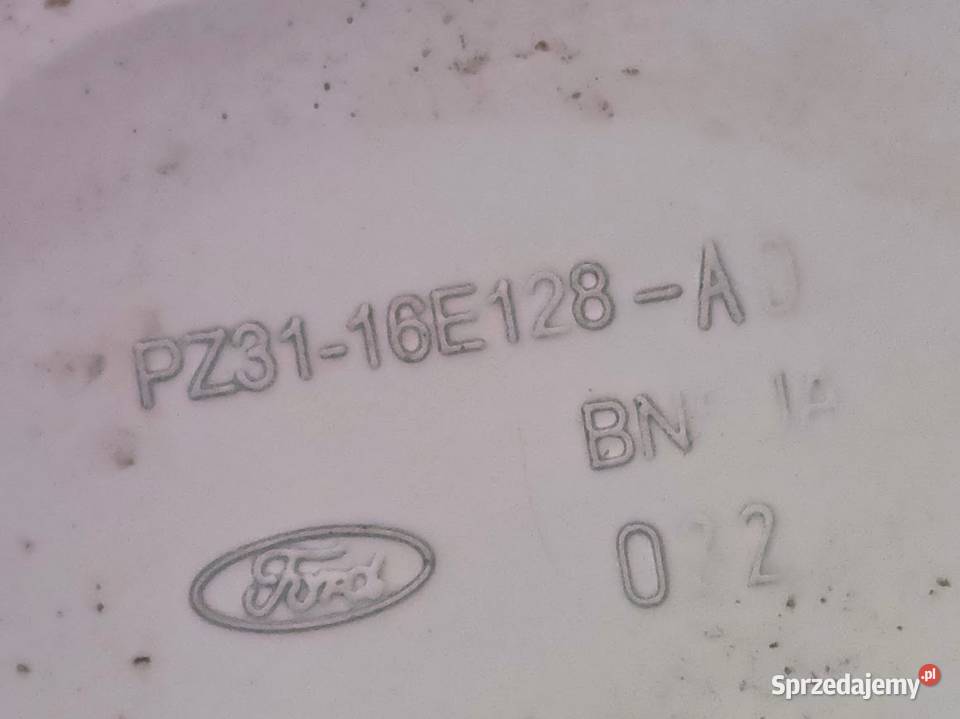 PZ31-16E128-A
BN
Ford
Sprzedajemy.pl